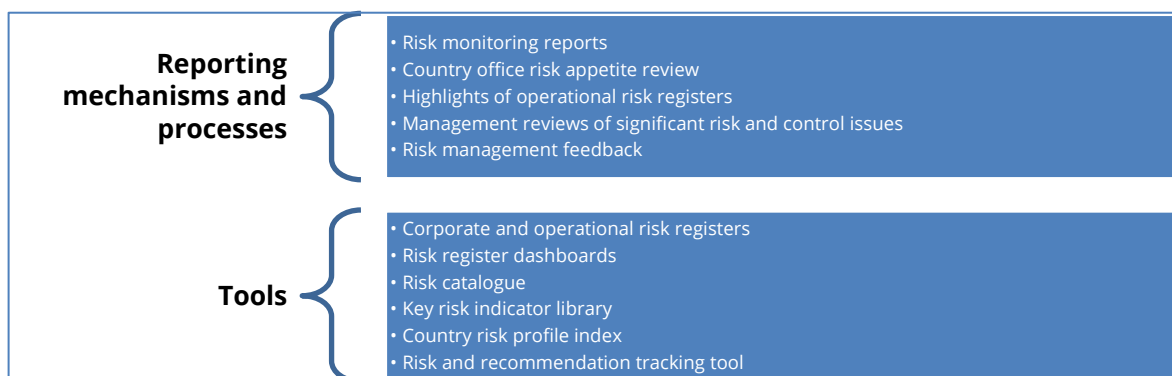 Reporting
mechanisms and
processes
• Risk monitoring reports
• Country office risk appetite review
• Highlights of operational risk registers
• Management reviews of significant risk and control issues
• Risk management feedback
Tools
• Corporate and operational risk registers
• Risk register dashboards
• Risk catalogue
• Key risk indicator library
• Country risk profile index
• Risk and recommendation tracking tool